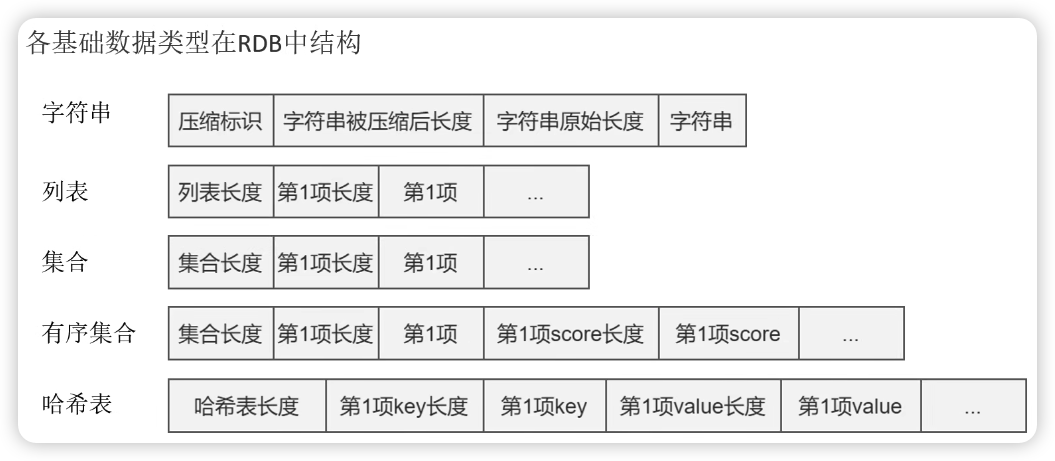 各基础数据类型在RDB中结构
字符串 压缩标识 字符串被压缩后长度 字符串原始长度 字符串
列表 列表长度 第1项长度 第1项 ...
集合 集合长度 第1项长度 第1项 ...
有序集合 集合长度 第1项长度 第1项 第1项score长度 第1项score ...
哈希表 哈希表长度 第1项key长度 第1项key 第1项value长度 第1项value ...